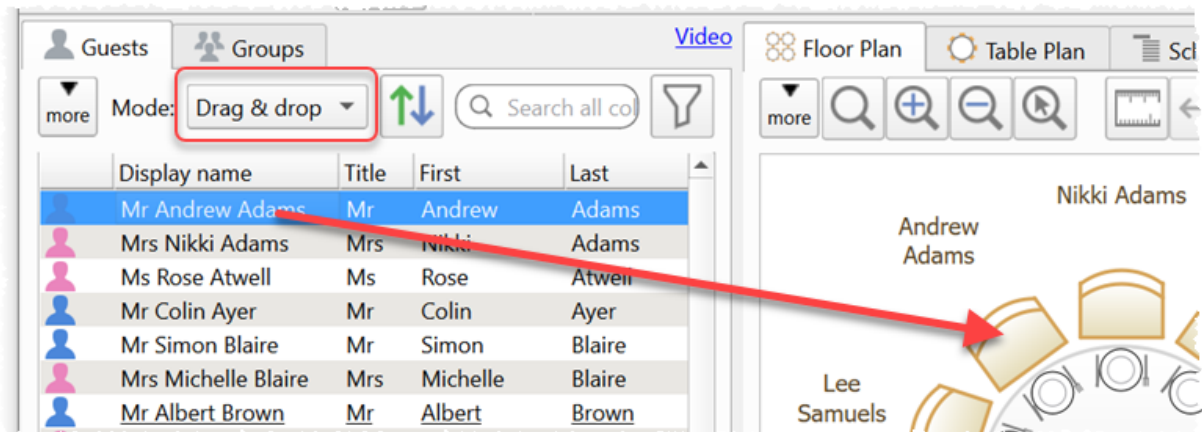 Guests Groups Video
more Mode: Drag & drop Search all col
Display name Title First Last
Mr Andrew Adams Mr Andrew Adams
Mrs Nikki Adams Mrs Nikki Adams
Ms Rose Atwell Ms Rose Atwell
Mr Colin Ayer Mr Colin Ayer
Mr Simon Blaire Mr Simon Blaire
Mrs Michelle Blaire Mrs Michelle Blaire
Mr Albert Brown Mr Albert Brown
Floor Plan Table Plan Scl
more
Nikki Adams
Andrew
Adams
Lee
Samuels